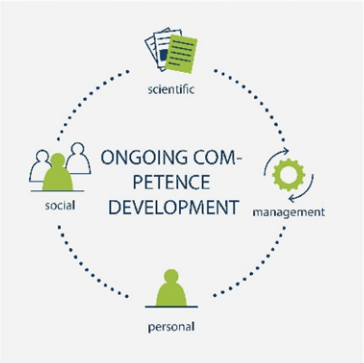 scientific
ONGOING COM-
PETENCE
DEVELOPMENT
social
management
personal